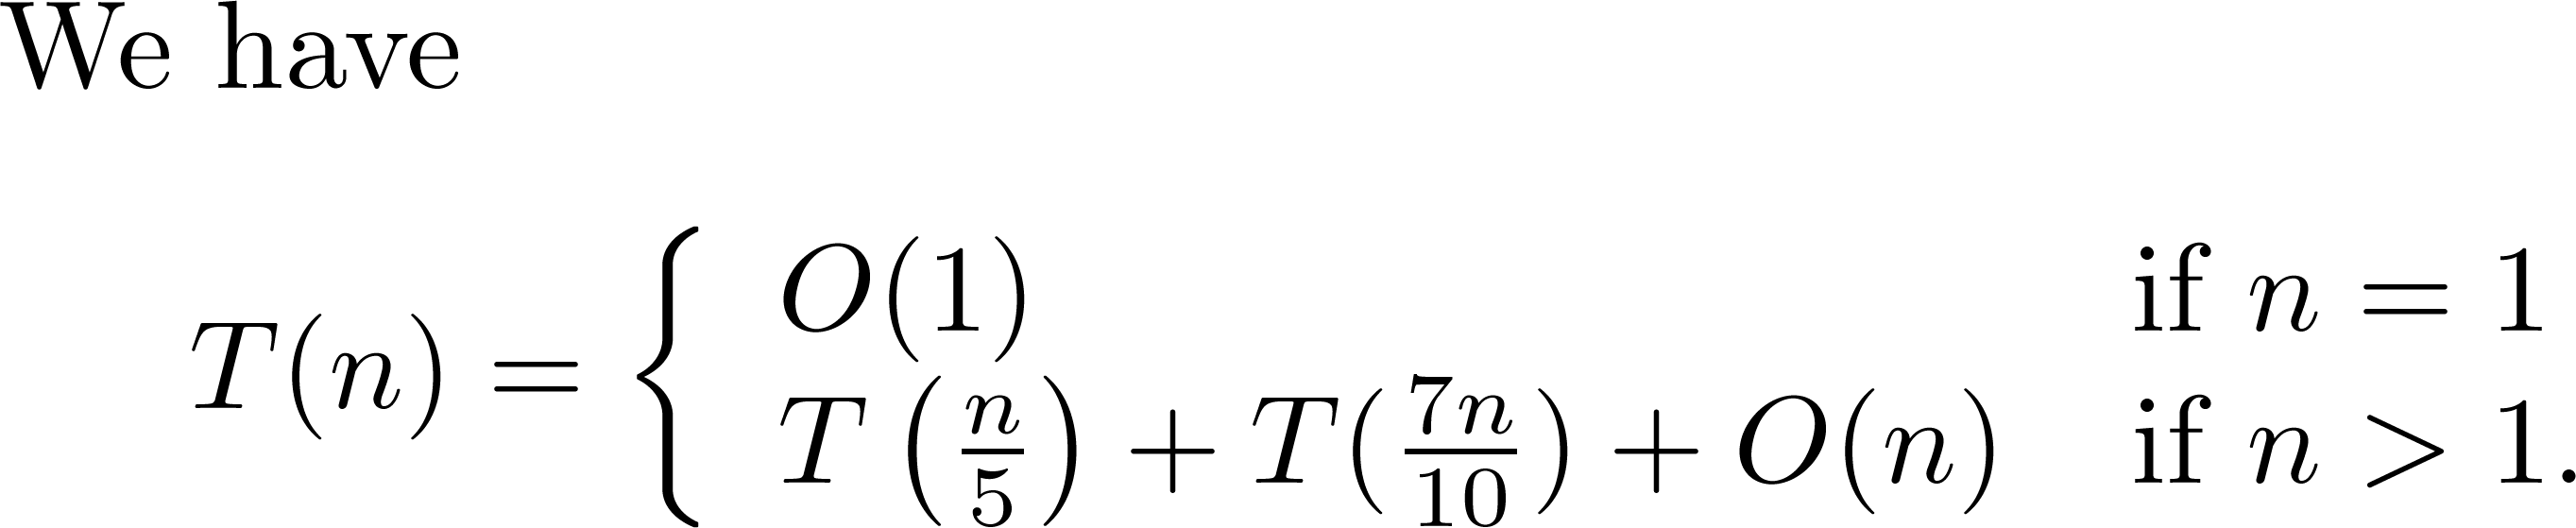 We have
T(n) = { O(1) if n = 1
T(n/5) + T(7n/10) + O(n) if n > 1.